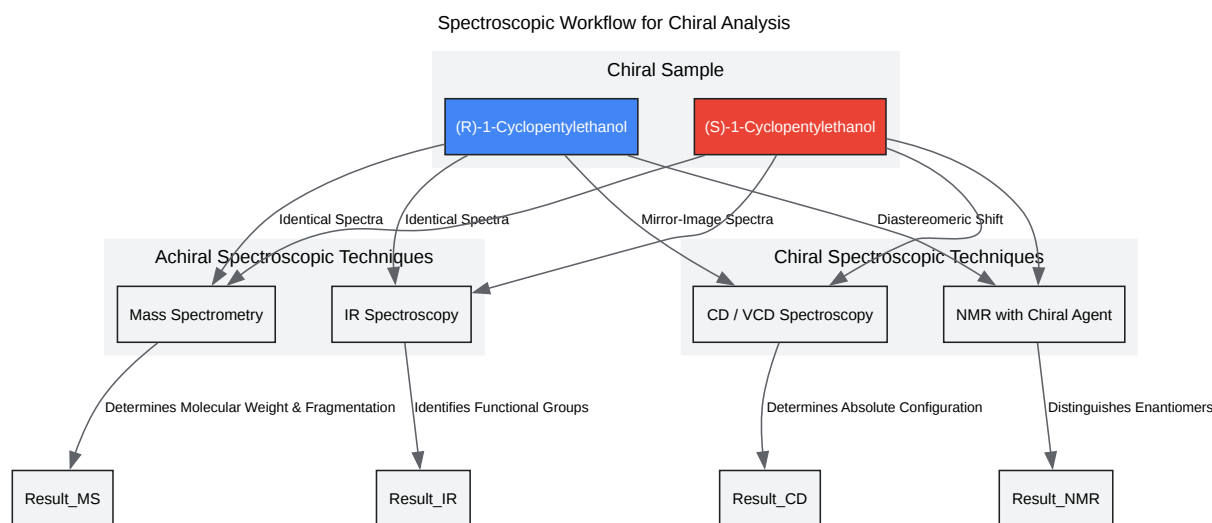 Spectroscopic Workflow for Chiral Analysis
Chiral Sample
(R)-1-Cyclopentylethanol
(S)-1-Cyclopentylethanol
Identical Spectra
Identical Spectra
Mirror-Image Spectra
Diastereomeric Shift
Achiral Spectroscopic Techniques
Chiral Spectroscopic Techniques
Mass Spectrometry
IR Spectroscopy
CD / VCD Spectroscopy
NMR with Chiral Agent
Determines Molecular Weight & Fragmentation
Identifies Functional Groups
Determines Absolute Configuration
Distinguishes Enantiomers
Result_MS
Result_IR
Result_CD
Result_NMR